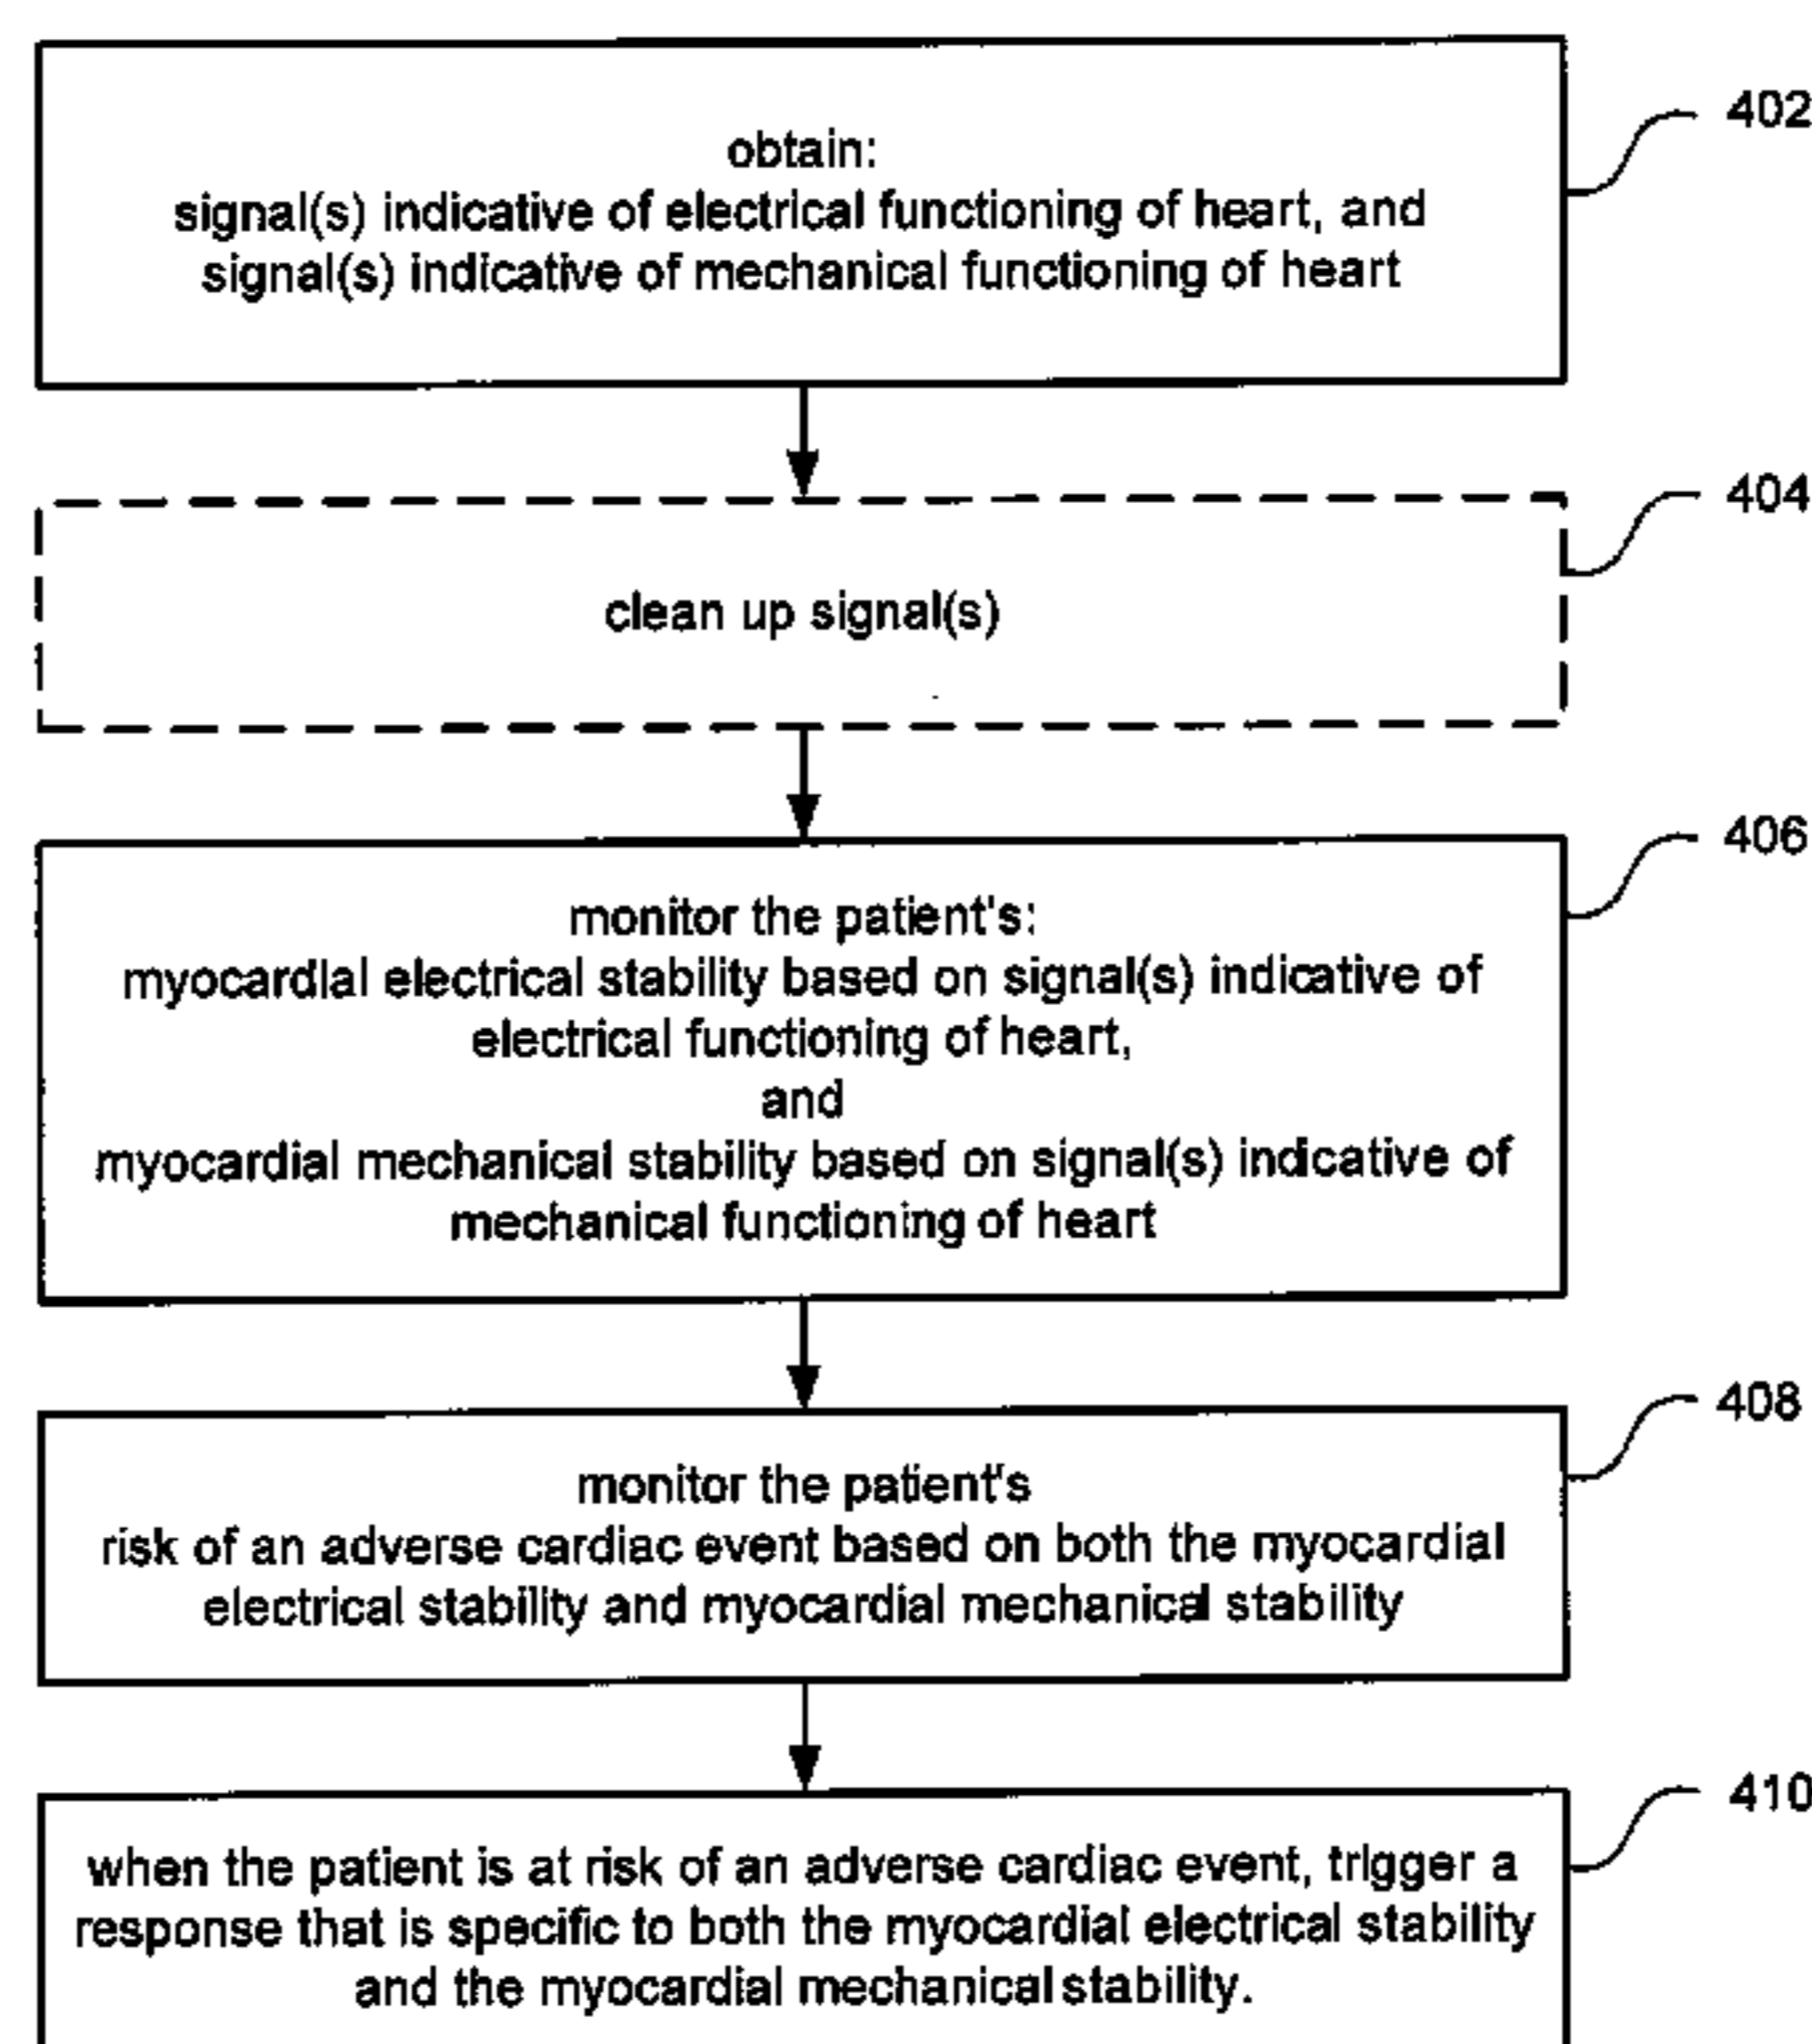 402
obtain:
signal(s) indicative of electrical functioning of heart, and
signal(s) indicative of mechanical functioning of heart
404
clean up signal(s)
406
monitor the patient's:
myocardial electrical stability based on signal(s) indicative of
electrical functioning of heart,
and
myocardial mechanical stability based on signal(s) indicative of
mechanical functioning of heart
408
monitor the patient's
risk of an adverse cardiac event based on both the myocardial
electrical stability and myocardial mechanical stability
410
when the patient is at risk of an adverse cardiac event, trigger a
response that is specific to both the myocardial electrical stability
and the myocardial mechanical stability.